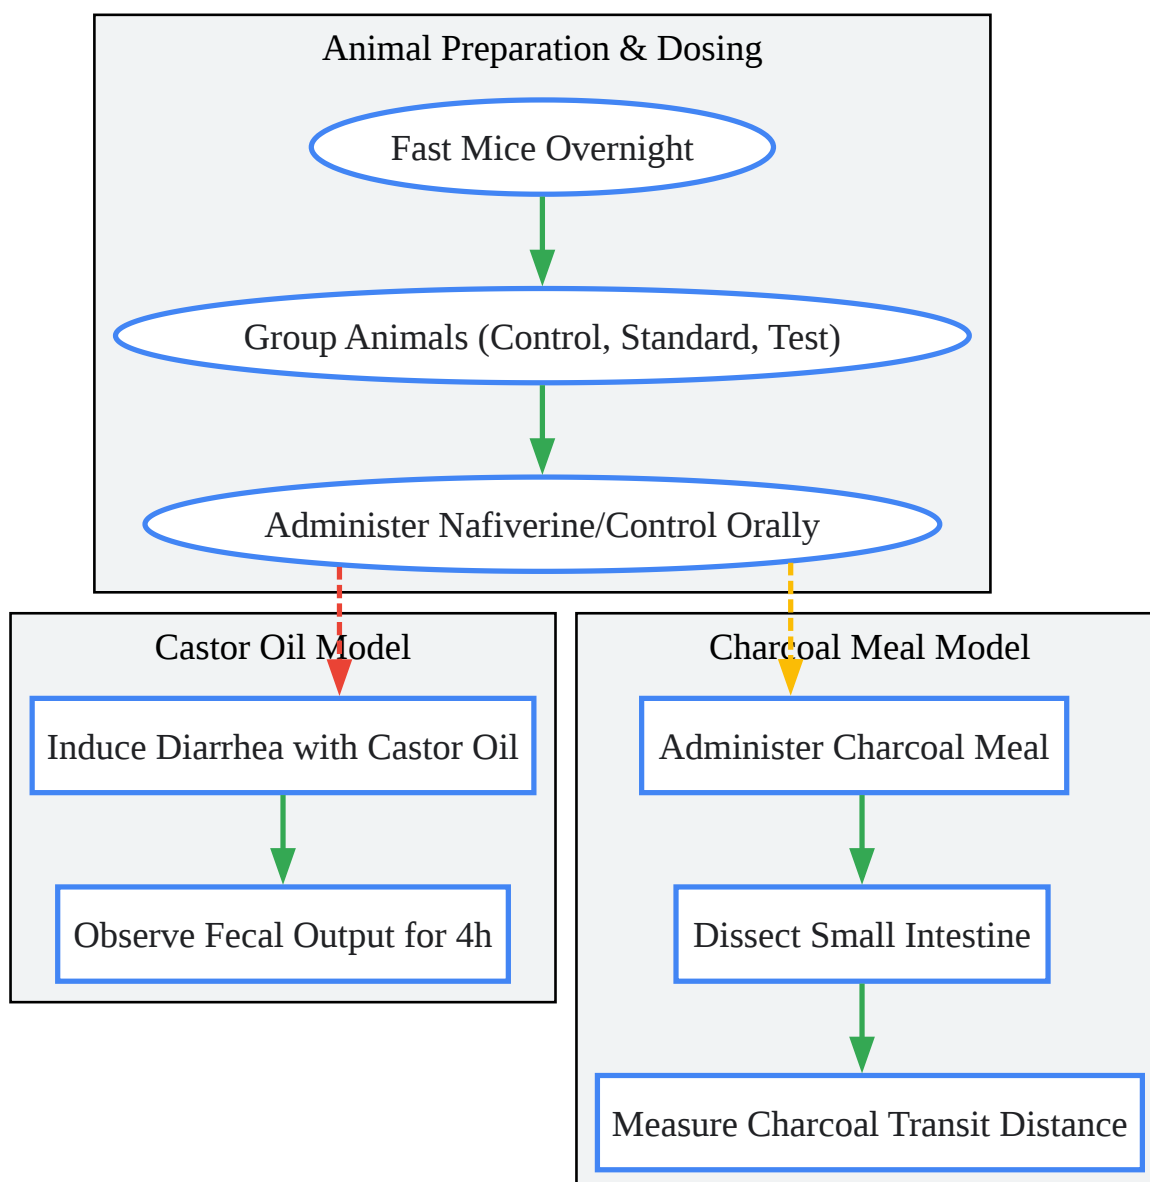 Animal Preparation & Dosing
Fast Mice Overnight
Group Animals (Control, Standard, Test)
Administer Nafiverine/Control Orally
Castor Oil Model
Induce Diarrhea with Castor Oil
Observe Fecal Output for 4h
Charcoal Meal Model
Administer Charcoal Meal
Dissect Small Intestine
Measure Charcoal Transit Distance